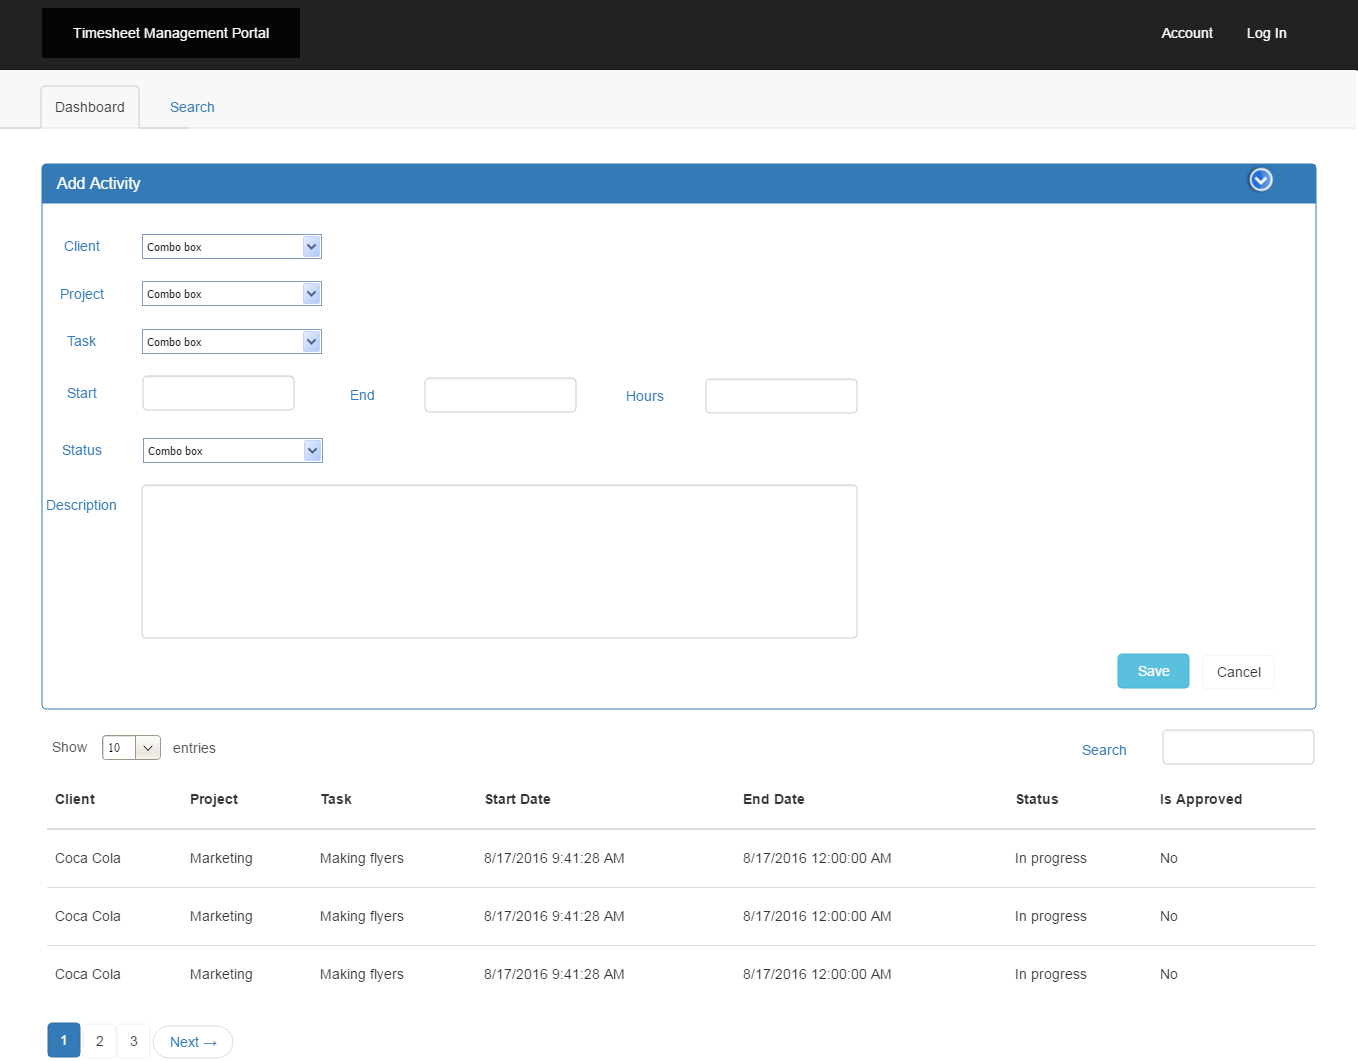 Timesheet Management Portal
Account
Log In
Dashboard
Search
Add Activity
Client
Combo box
Project
Combo box
Task
Combo box
Start
End
Hours
Status
Combo box
Description
Save
Cancel
Show 10 entries
Search
Client Project Task Start Date End Date Status Is Approved
Coca Cola Marketing Making flyers 8/17/2016 9:41:28 AM 8/17/2016 12:00:00 AM In progress No
Coca Cola Marketing Making flyers 8/17/2016 9:41:28 AM 8/17/2016 12:00:00 AM In progress No
Coca Cola Marketing Making flyers 8/17/2016 9:41:28 AM 8/17/2016 12:00:00 AM In progress No
1 2 3 Next →